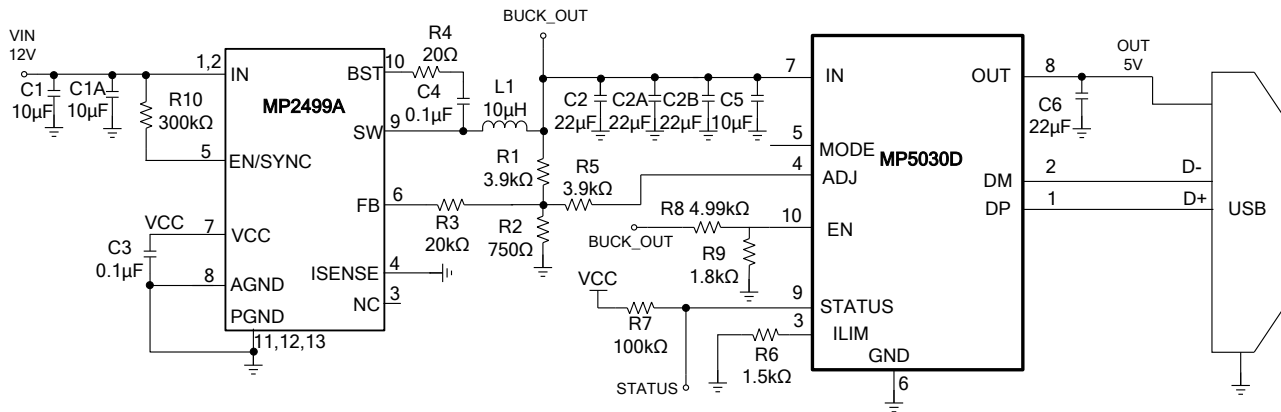 BUCK_OUT
VIN
12V
1,2
IN
C1
10µF
C1A
10µF
R10
300kΩ
5
EN/SYNC
MP2499A
BST
10
R4
20Ω
C4
0.1µF
L1
10µH
SW
9
FB
6
R3
20kΩ
R1
3.9kΩ
R2
750Ω
R5
3.9kΩ
VCC
7
VCC
C3
0.1µF
8
AGND
PGND
11,12,13
ISENSE
4
NC
3
C2
22µF
C2A
22µF
C2B
22µF
C5
10µF
7
IN
5
MODE
4
ADJ
MP5030D
R8 4.99kΩ
BUCK_OUT
R9
1.8kΩ
10
EN
VCC
R7
100kΩ
STATUS
9
STATUS
3
ILIM
R6
1.5kΩ
GND
6
OUT
8
OUT
5V
C6
22µF
DM
2
D-
DP
1
D+
USB